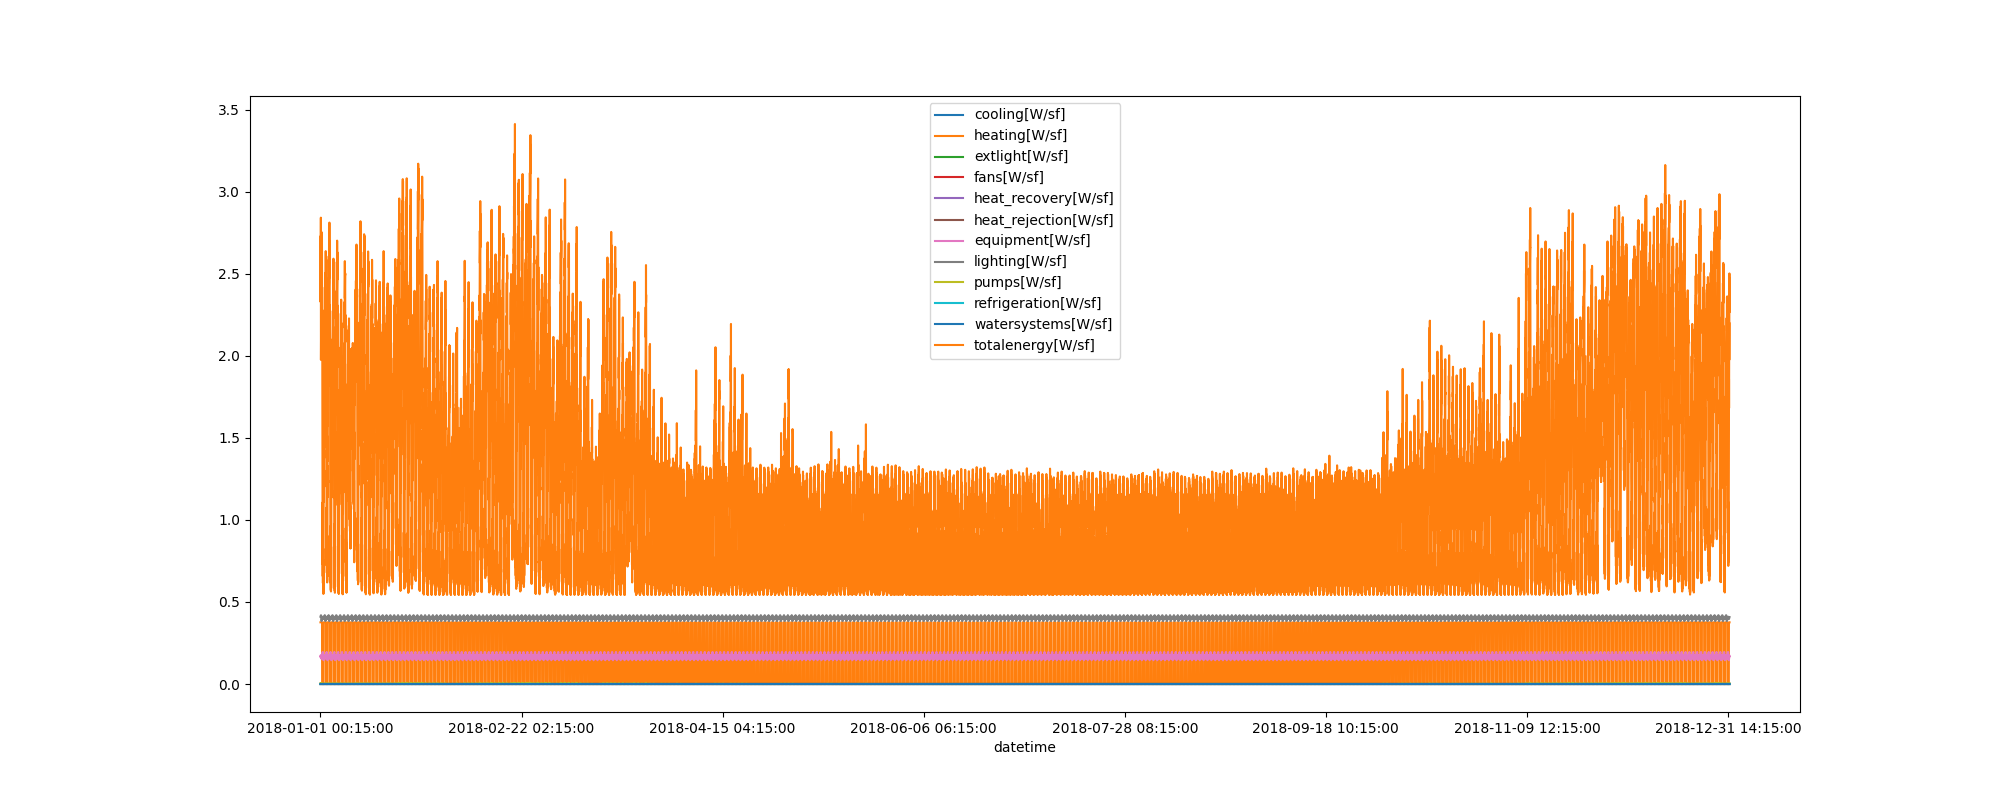 3.5
3.0
2.5
2.0
1.5
1.0
0.5
0.0
cooling[W/sf]
heating[W/sf]
extlight[W/sf]
fans[W/sf]
heat_recovery[W/sf]
heat_rejection[W/sf]
equipment[W/sf]
lighting[W/sf]
pumps[W/sf]
refrigeration[W/sf]
watersystems[W/sf]
totalenergy[W/sf]
2018-01-01 00:15:00 2018-02-22 02:15:00 2018-04-15 04:15:00 2018-06-06 06:15:00 2018-07-28 08:15:00 2018-09-18 10:15:00 2018-11-09 12:15:00 2018-12-31 14:15:00
datetime